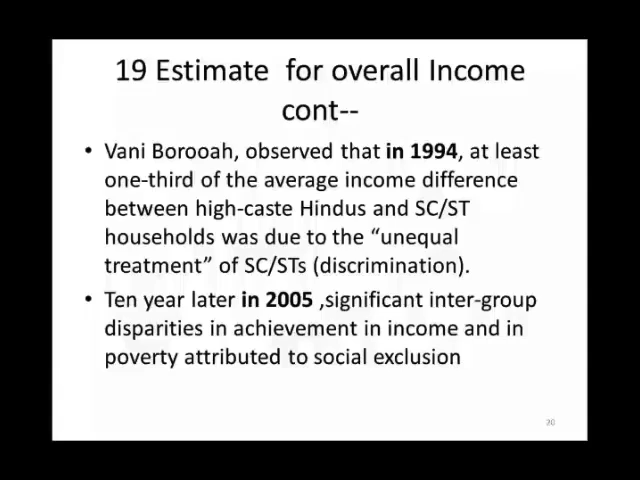 19 Estimate for overall Income
cont--
• Vani Borooah, observed that in 1994, at least
one-third of the average income difference
between high-caste Hindus and SC/ST
households was due to the “unequal
treatment” of SC/STs (discrimination).
• Ten year later in 2005 ,significant inter-group
disparities in achievement in income and in
poverty attributed to social exclusion
20